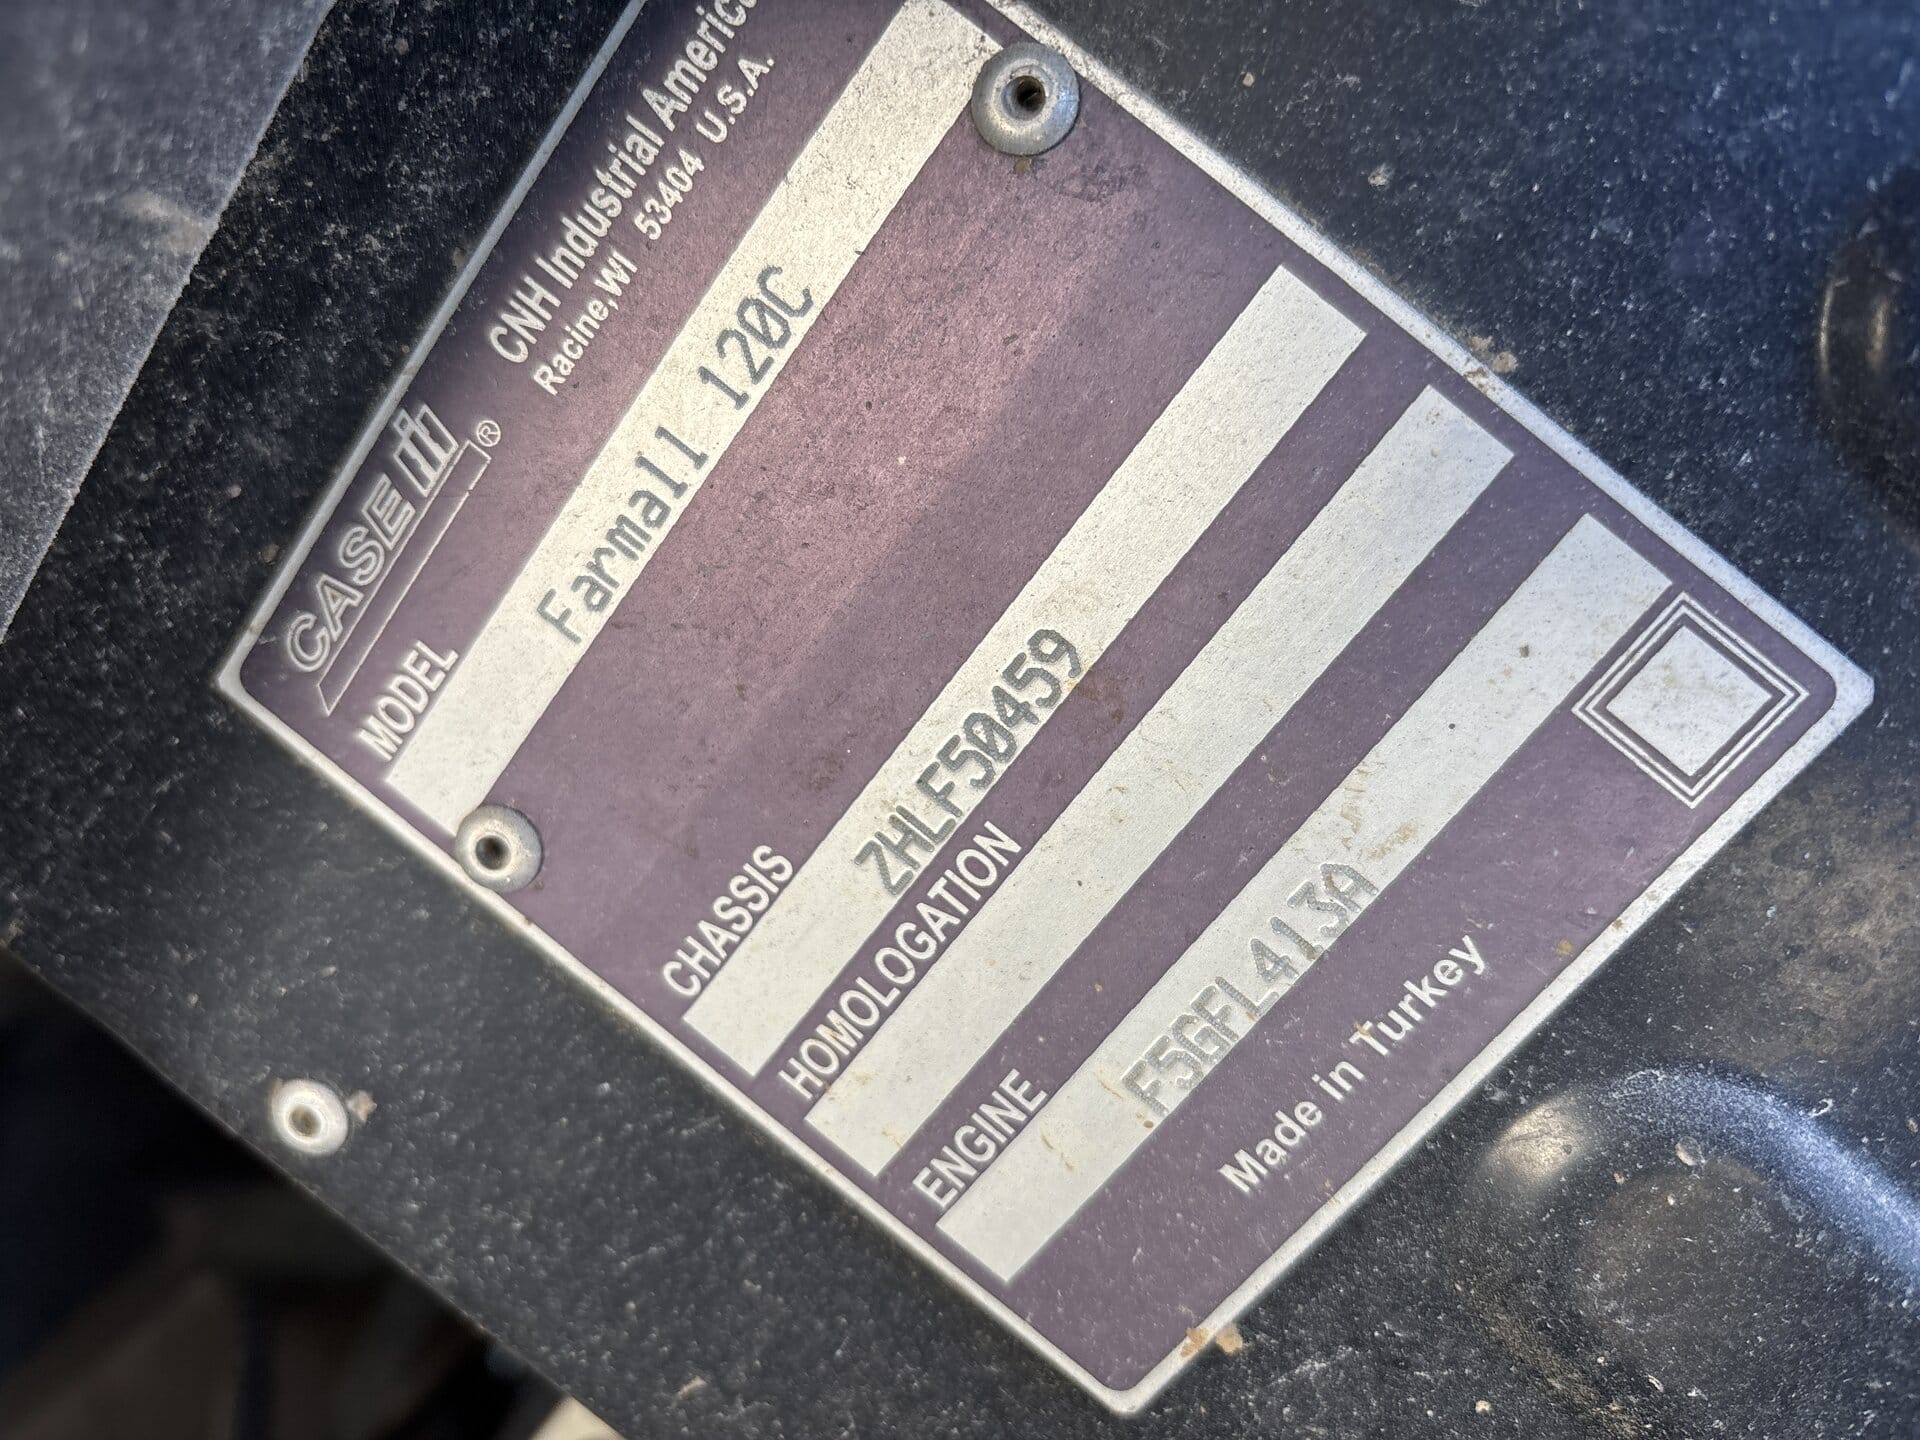 CASE IH ®
CNH Industrial America
Racine, WI 53404 U.S.A.
MODEL
Farmall 120C
CHASSIS
ZHLF50459
HOMOLOGATION
ENGINE
F5GFL413A
Made in Turkey